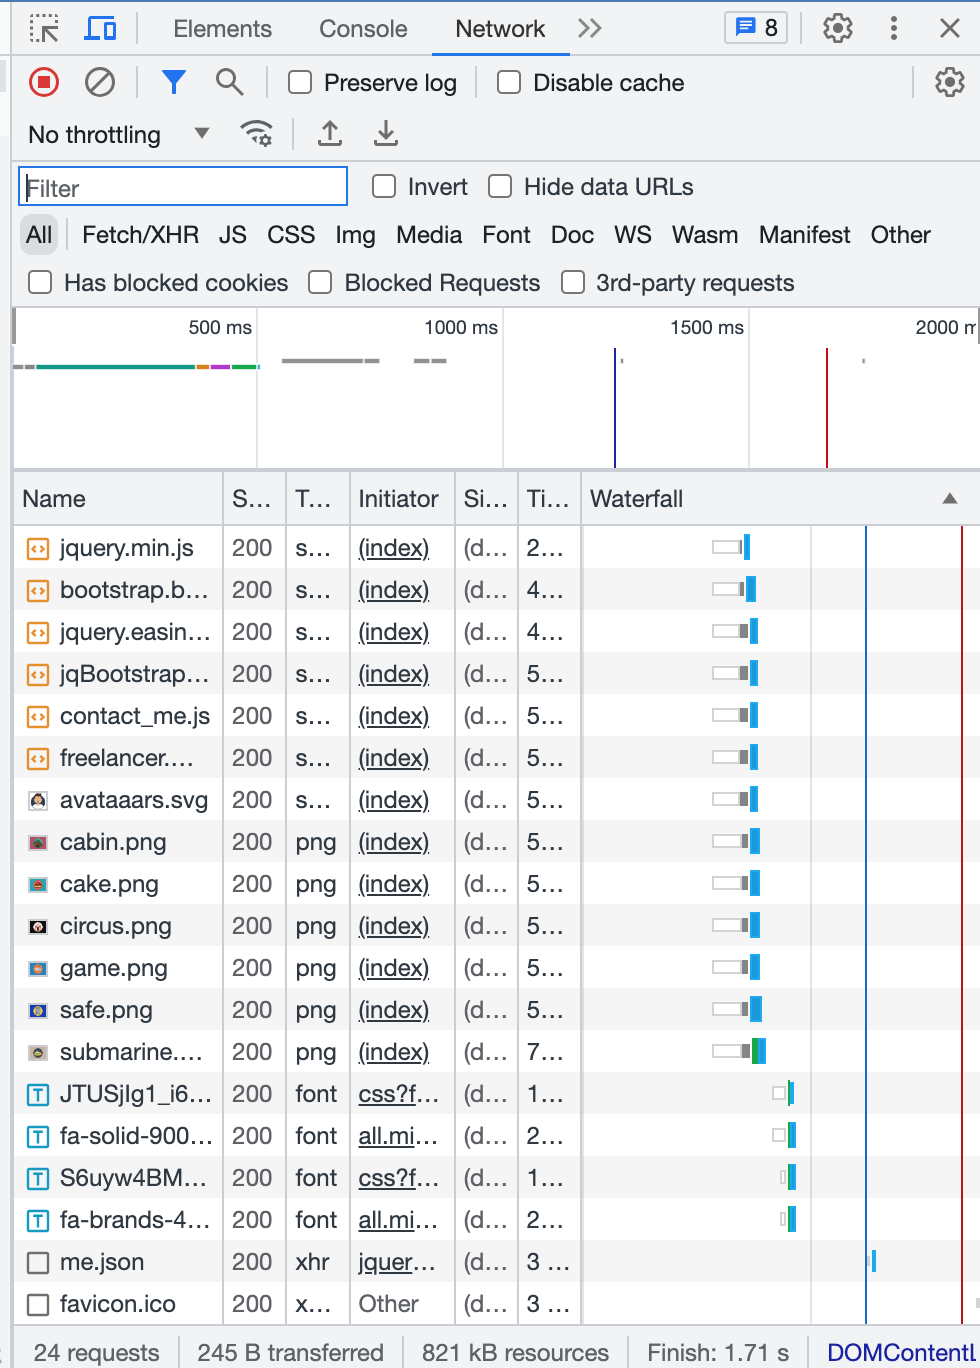 Elements Console Network 8
Preserve log Disable cache
No throttling
Filter Invert Hide data URLs
All Fetch/XHR JS CSS Img Media Font Doc WS Wasm Manifest Other
Has blocked cookies Blocked Requests 3rd-party requests
500 ms 1000 ms 1500 ms 2000 m
Name S... T... Initiator Si... Ti... Waterfall
jquery.min.js 200 s... (index) (d... 2...
bootstrap.b... 200 s... (index) (d... 4...
jquery.easin... 200 s... (index) (d... 4...
jqBootstrap... 200 s... (index) (d... 5...
contact_me.js 200 s... (index) (d... 5...
freelancer.... 200 s... (index) (d... 5...
avataaars.svg 200 s... (index) (d... 5...
cabin.png 200 png (index) (d... 5...
cake.png 200 png (index) (d... 5...
circus.png 200 png (index) (d... 5...
game.png 200 png (index) (d... 5...
safe.png 200 png (index) (d... 5...
submarine.... 200 png (index) (d... 7...
JTUSjIg1_i6... 200 font css?f... (d... 1...
fa-solid-900... 200 font all.mi... (d... 2...
S6uyw4BM... 200 font css?f... (d... 1...
fa-brands-4... 200 font all.mi... (d... 2...
me.json 200 xhr jquer... (d... 3 ...
favicon.ico 200 x... Other (d... 3 ...
24 requests 245 B transferred 821 kB resources Finish: 1.71 s DOMContentL